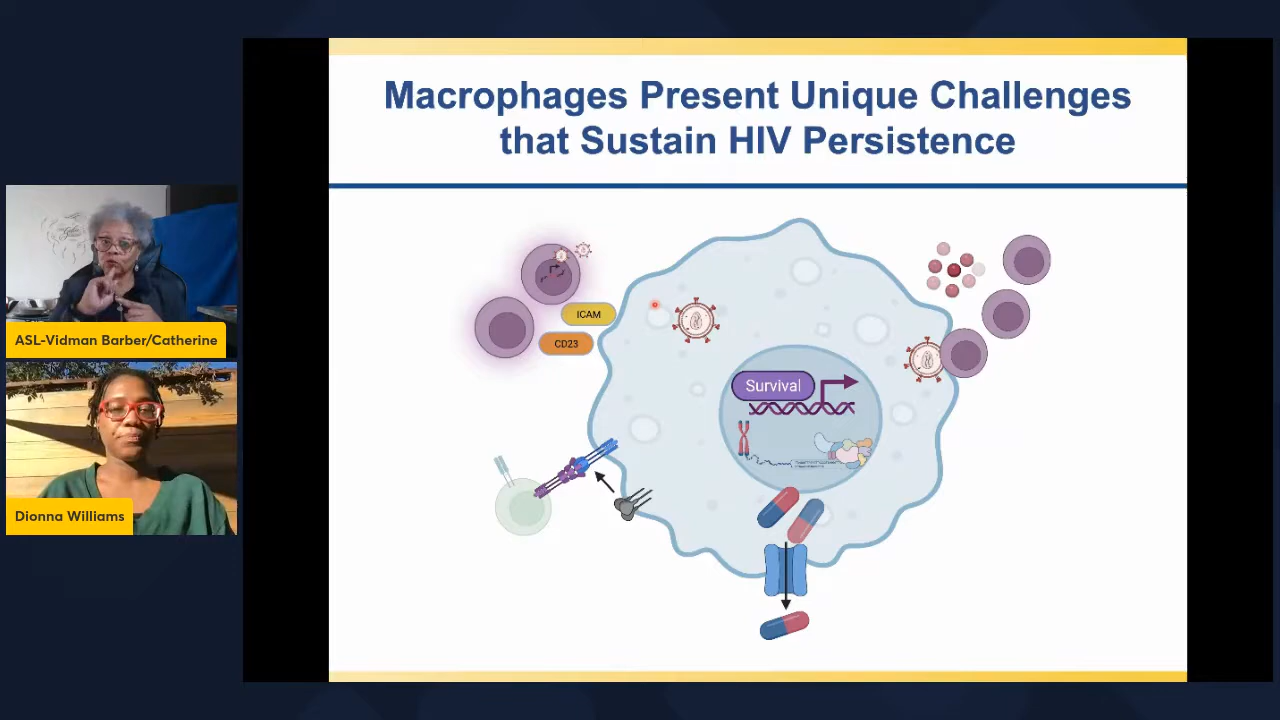 Macrophages Present Unique Challenges
that Sustain HIV Persistence
ICAM
CD23
Survival
ASL-Vidman Barber/Catherine
Dionna Williams